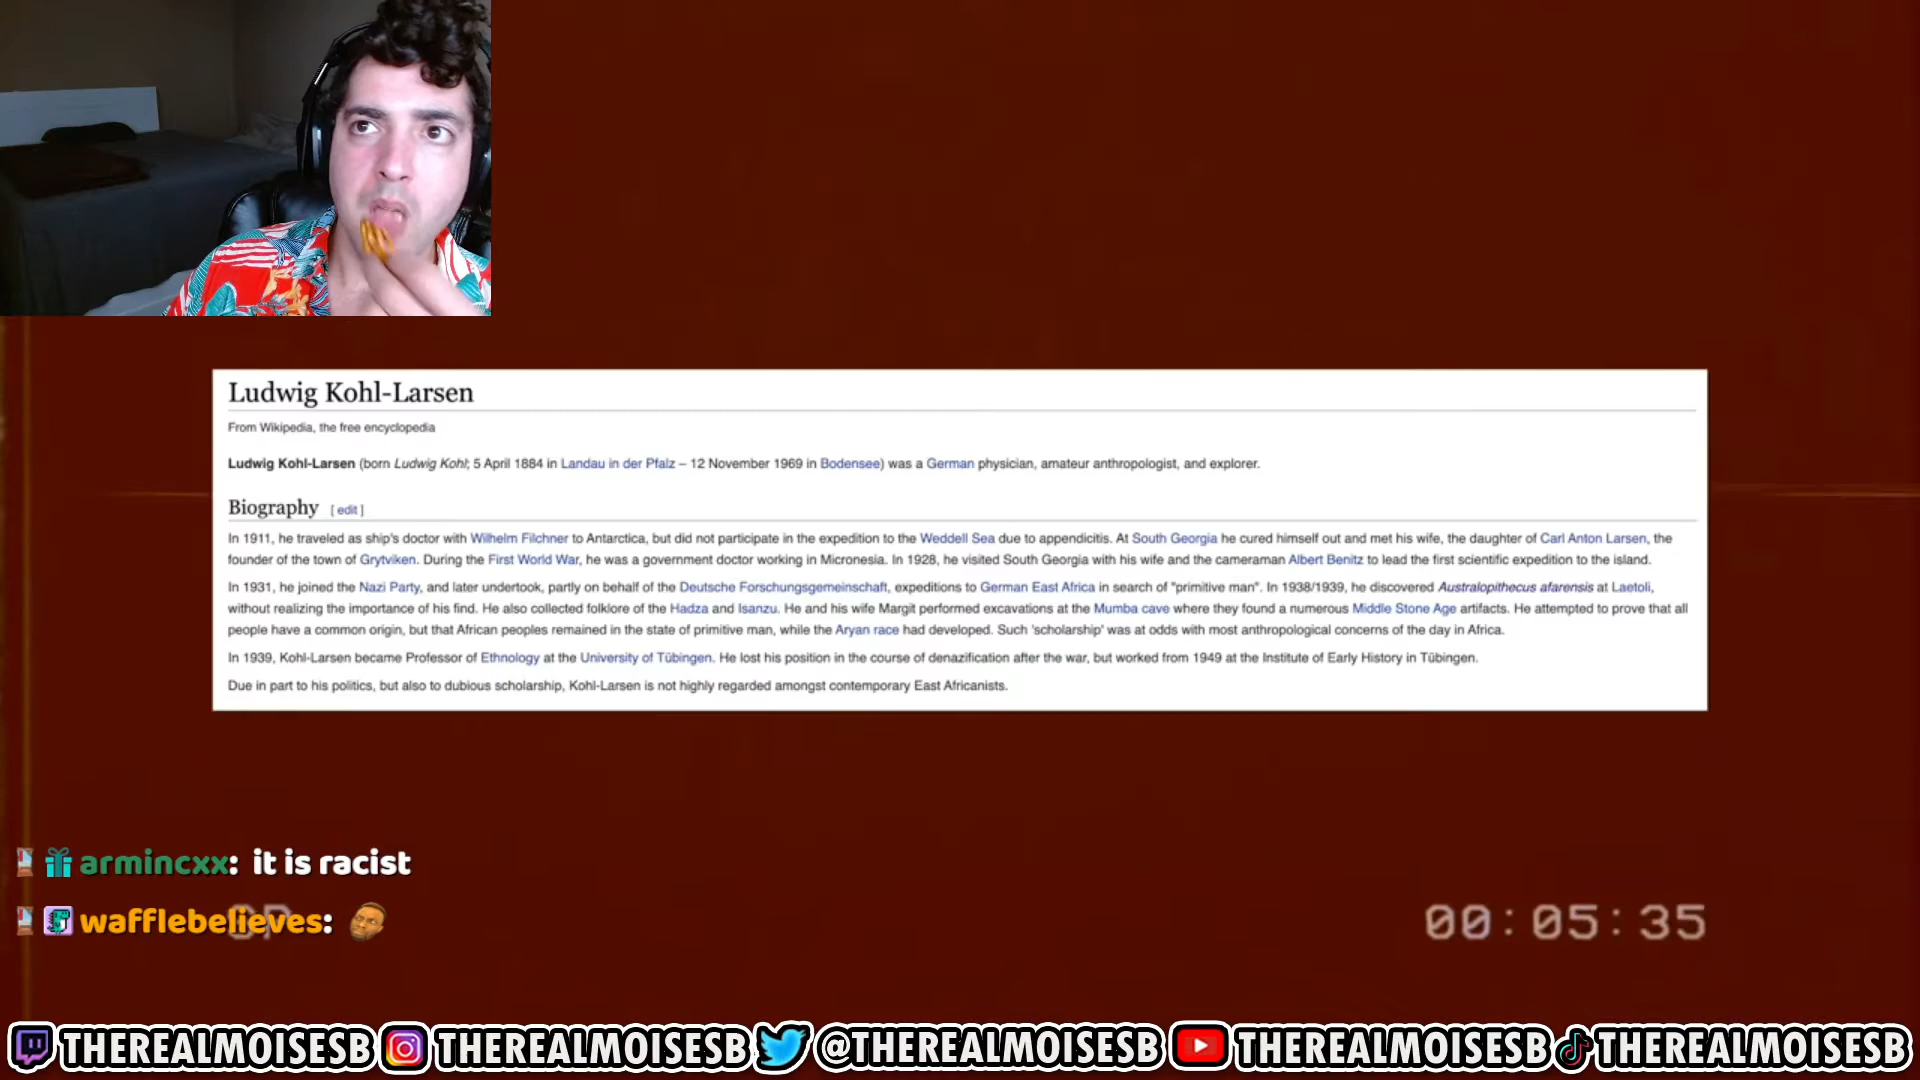 Ludwig Kohl-Larsen
From Wikipedia, the free encyclopedia
Ludwig Kohl-Larsen (born Ludwig Kohl; 5 April 1884 in Landau in der Pfalz – 12 November 1969 in Bodensee) was a German physician, amateur anthropologist, and explorer.
Biography [ edit ]
In 1911, he traveled as ship's doctor with Wilhelm Filchner to Antarctica, but did not participate in the expedition to the Weddell Sea due to appendicitis. At South Georgia he cured himself out and met his wife, the daughter of Carl Anton Larsen, the
founder of the town of Grytviken. During the First World War, he was a government doctor working in Micronesia. In 1928, he visited South Georgia with his wife and the cameraman Albert Benitz to lead the first scientific expedition to the island.
In 1931, he joined the Nazi Party, and later undertook, partly on behalf of the Deutsche Forschungsgemeinschaft, expeditions to German East Africa in search of "primitive man". In 1938/1939, he discovered Australopithecus afarensis at Laetoli,
without realizing the importance of his find. He also collected folklore of the Hadza and Isanzu. He and his wife Margit performed excavations at the Mumba cave where they found a numerous Middle Stone Age artifacts. He attempted to prove that all
people have a common origin, but that African peoples remained in the state of primitive man, while the Aryan race had developed. Such 'scholarship' was at odds with most anthropological concerns of the day in Africa.
In 1939, Kohl-Larsen became Professor of Ethnology at the University of Tübingen. He lost his position in the course of denazification after the war, but worked from 1949 at the Institute of Early History in Tübingen.
Due in part to his politics, but also to dubious scholarship, Kohl-Larsen is not highly regarded amongst contemporary East Africanists.
armincxx: it is racist
wafflebelieves:
00:05:35
THEREALMOISESB THEREALMOISESB @THEREALMOISESB THEREALMOISESB THEREALMOISESB